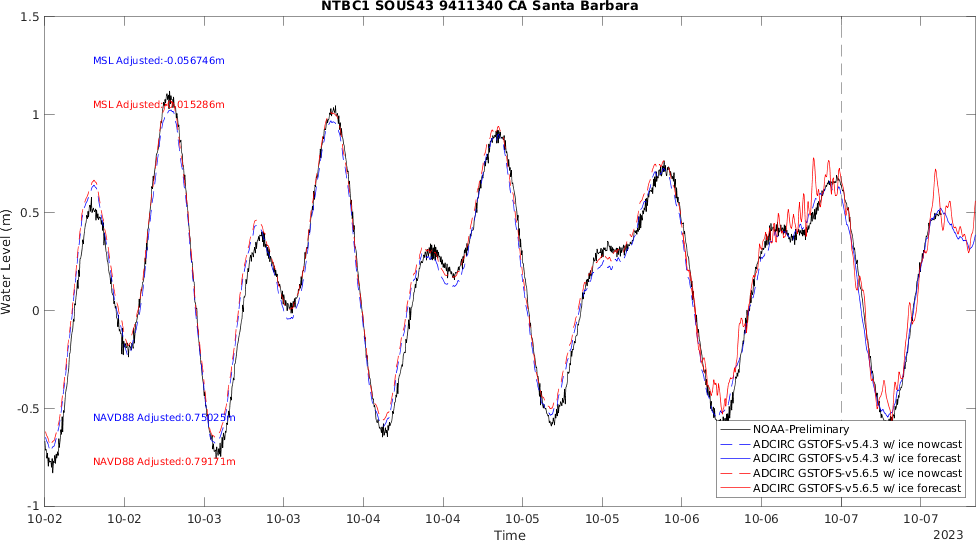 NTBC1 SOUS43 9411340 CA Santa Barbara
1.5
MSL Adjusted:-0.056746m
MSL Adjusted:-0.015286m
1
0.5
Water Level (m)
0
-0.5
NAVD88 Adjusted:0.75025m
NAVD88 Adjusted:0.79171m
-1
NOAA-Preliminary
ADCIRC GSTOFS-v5.4.3 w/ ice nowcast
ADCIRC GSTOFS-v5.4.3 w/ ice forecast
ADCIRC GSTOFS-v5.6.5 w/ ice nowcast
ADCIRC GSTOFS-v5.6.5 w/ ice forecast
10-02 10-02 10-03 10-03 10-04 10-04 10-05 10-05 10-06 10-06 10-07 10-07
Time
2023